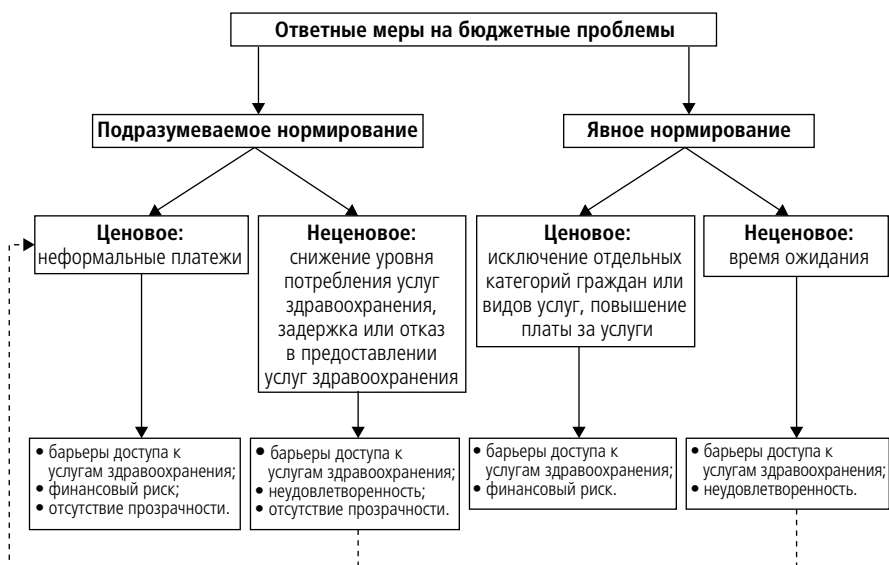 Ответные меры на бюджетные проблемы
Подразумеваемое нормирование
Явное нормирование
Ценовое:
неформальные платежи
Неценовое:
снижение уровня
потребления услуг
здравоохранения,
задержка или отказ
в предоставлении
услуг здравоохранения
Ценовое:
исключение отдельных
категорий граждан или
видов услуг, повышение
платы за услуги
Неценовое:
время ожидания
• барьеры доступа к
услугам здравоохранения;
• финансовый риск;
• отсутствие прозрачности.
• барьеры доступа к
услугам здравоохранения;
• неудовлетворенность;
• отсутствие прозрачности.
• барьеры доступа к
услугам здравоохранения;
• финансовый риск.
• барьеры доступа к
услугам здравоохранения;
• неудовлетворенность.